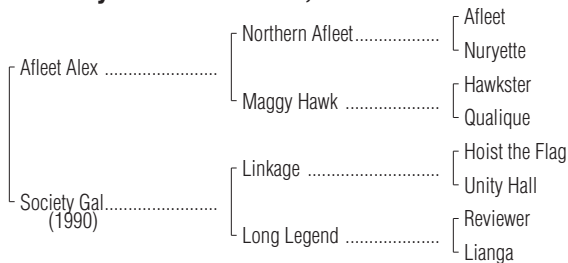 Afleet
Northern Afleet..................
Nuryette
Afleet Alex ........................
Hawkster
Maggy Hawk ....................
Qualique
Hoist the Flag
Linkage ............................
Unity Hall
Society Gal........................
(1990)
Reviewer
Long Legend ....................
Lianga